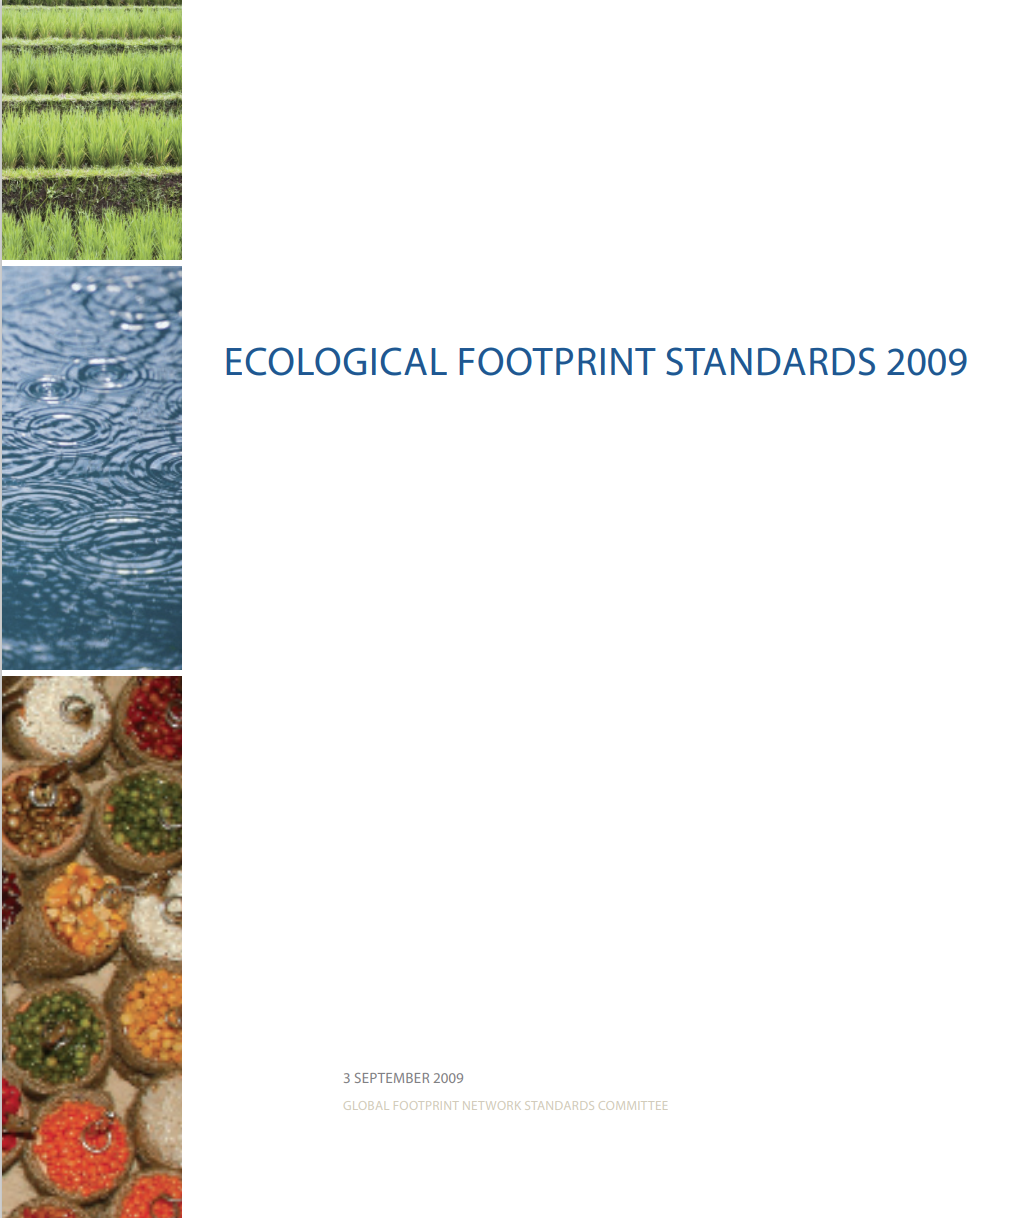 ECOLOGICAL FOOTPRINT STANDARDS 2009
3 SEPTEMBER 2009
GLOBAL FOOTPRINT NETWORK STANDARDS COMMITTEE